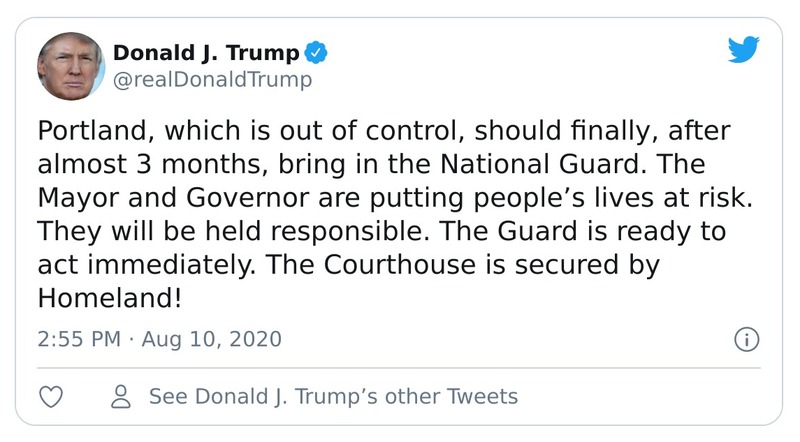 Donald J. Trump
@realDonaldTrump
Portland, which is out of control, should finally, after
almost 3 months, bring in the National Guard. The
Mayor and Governor are putting people’s lives at risk.
They will be held responsible. The Guard is ready to
act immediately. The Courthouse is secured by
Homeland!
2:55 PM · Aug 10, 2020
See Donald J. Trump’s other Tweets